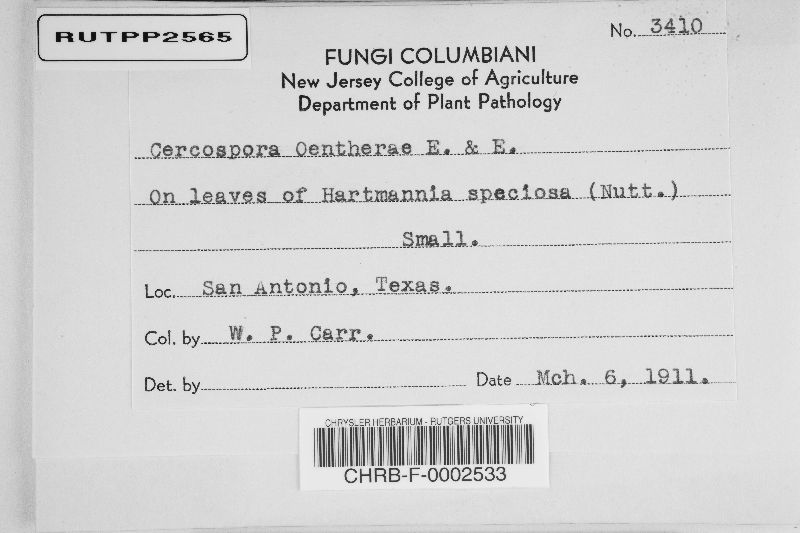 RUTPP2565
No. 3410
FUNGI COLUMBIANI
New Jersey College of Agriculture
Department of Plant Pathology
Cercospora Oentherae E. & E.
On leaves of Hartmannia speciosa (Nutt.)
Small.
Loc. San Antonio, Texas.
Col. by W. P. Carr.
Det. by Date Mch. 6, 1911.
CHRYSLER HERBARIUM - RUTGERS UNIVERSITY
CHRB-F-0002533